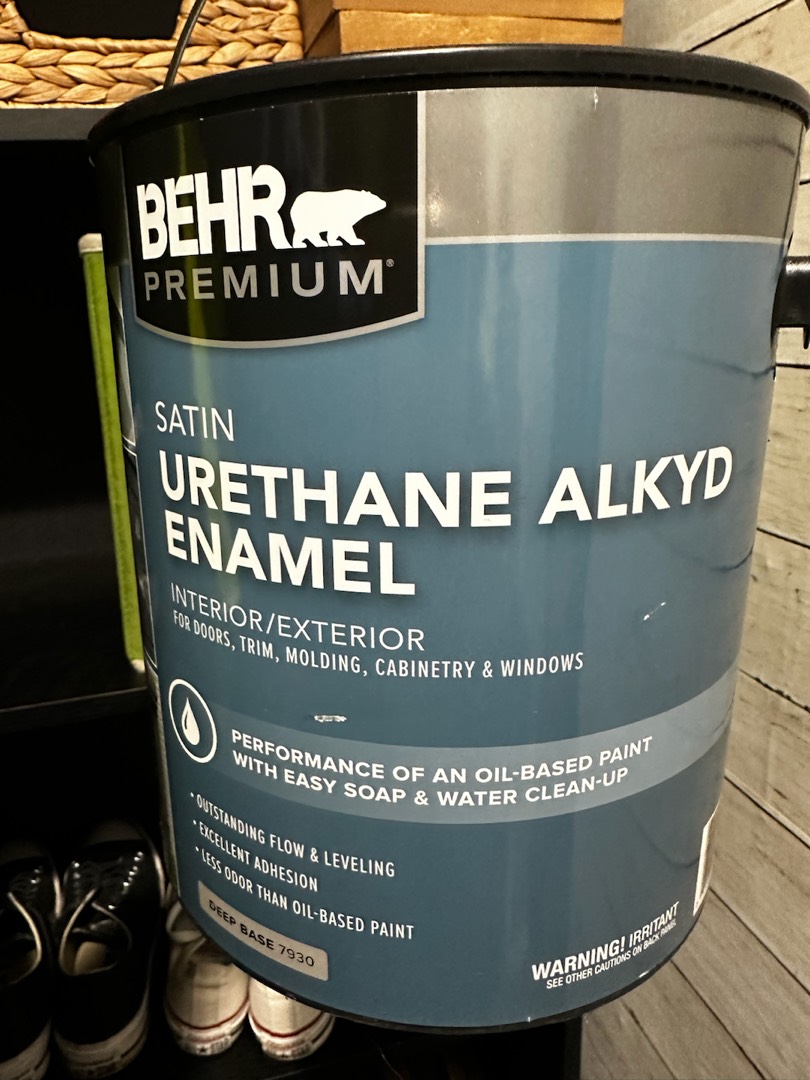 BEHR
PREMIUM®
SATIN
URETHANE ALKYD
ENAMEL
INTERIOR/EXTERIOR
FOR DOORS, TRIM, MOLDING, CABINETRY & WINDOWS
PERFORMANCE OF AN OIL-BASED PAINT
WITH EASY SOAP & WATER CLEAN-UP
• OUTSTANDING FLOW & LEVELING
• EXCELLENT ADHESION
• LESS ODOR THAN OIL-BASED PAINT
DEEP BASE 7930
WARNING! IRRITANT
SEE OTHER CAUTIONS ON BACK PANEL